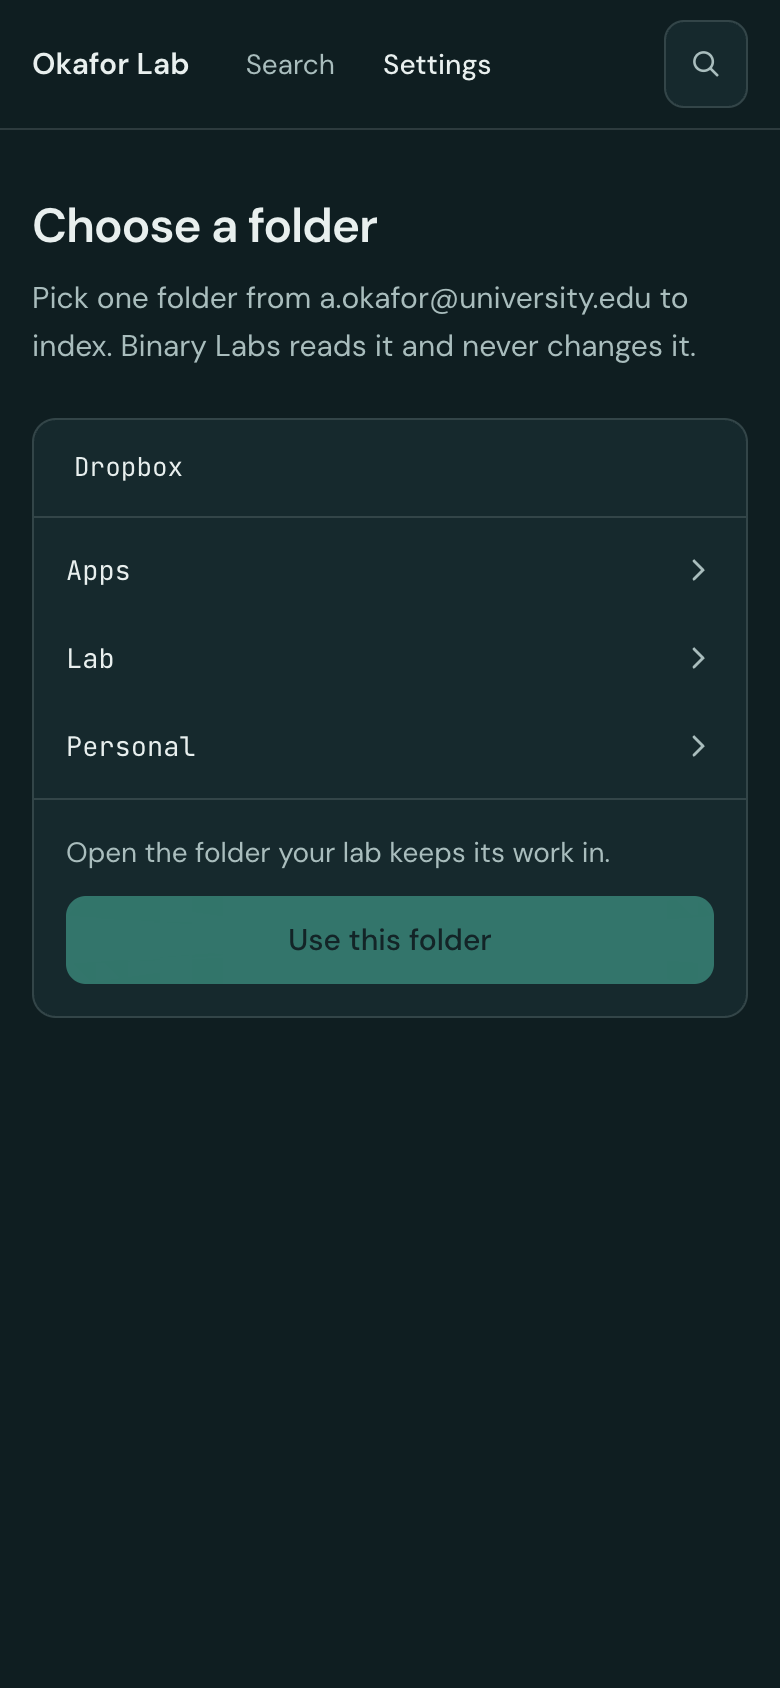 Okafor Lab Search Settings
Choose a folder
Pick one folder from a.okafor@university.edu to
index. Binary Labs reads it and never changes it.
Dropbox
Apps
Lab
Personal
Open the folder your lab keeps its work in.
Use this folder